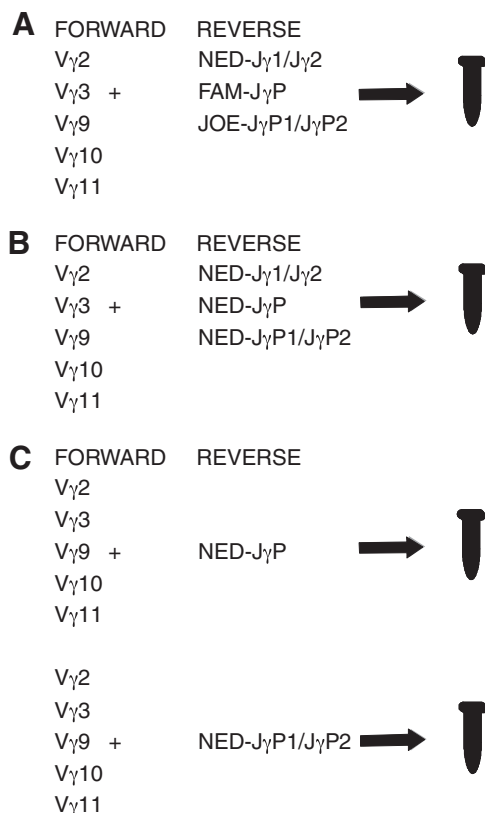 A FORWARD REVERSE
Vγ2 NED-Jγ1/Jγ2
Vγ3 + FAM-JγP
Vγ9 JOE-JγP1/JγP2
Vγ10
Vγ11
B FORWARD REVERSE
Vγ2 NED-Jγ1/Jγ2
Vγ3 + NED-JγP
Vγ9 NED-JγP1/JγP2
Vγ10
Vγ11
C FORWARD REVERSE
Vγ2
Vγ3
Vγ9 + NED-JγP
Vγ10
Vγ11
Vγ2
Vγ3
Vγ9 + NED-JγP1/JγP2
Vγ10
Vγ11